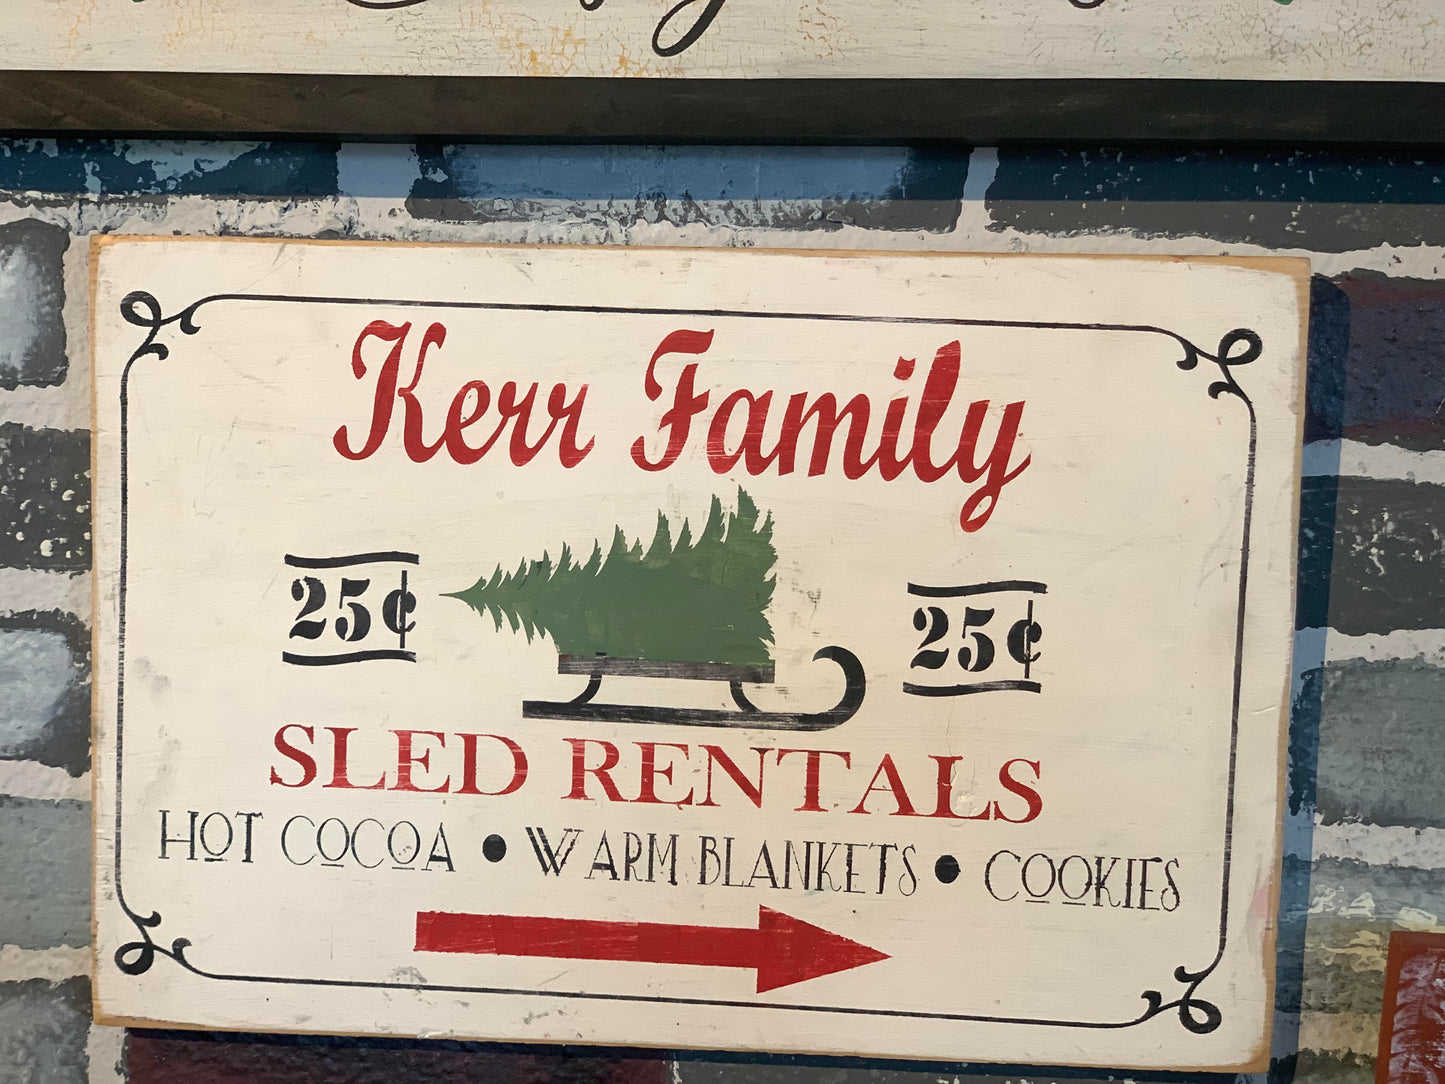 Kerr Family
25¢ 25¢
SLED RENTALS
HOT COCOA • WARM BLANKETS • COOKIES